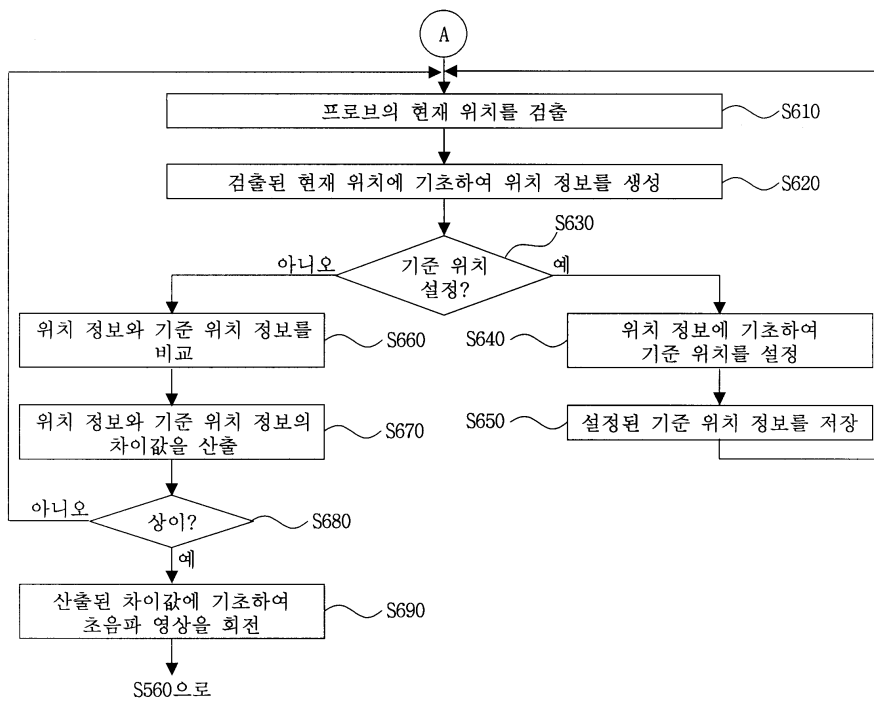 A
프로브의 현재 위치를 검출
S610
검출된 현재 위치에 기초하여 위치 정보를 생성
S620
S630
기준 위치
설정?
아니오
예
위치 정보와 기준 위치 정보를
비교
S660
S640
위치 정보에 기초하여
기준 위치를 설정
위치 정보와 기준 위치 정보의
차이값을 산출
S670
S650
설정된 기준 위치 정보를 저장
아니오
상이?
S680
예
산출된 차이값에 기초하여
초음파 영상을 회전
S690
S560으로